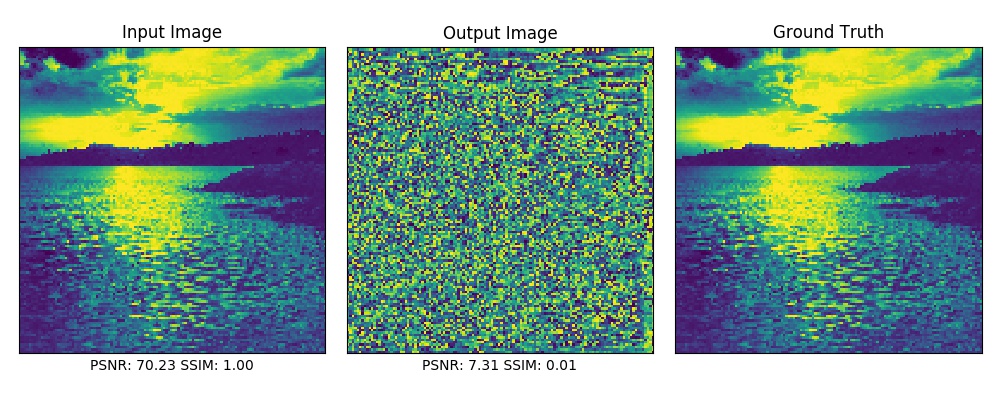 Input Image
Output Image
Ground Truth
PSNR: 70.23 SSIM: 1.00
PSNR: 7.31 SSIM: 0.01